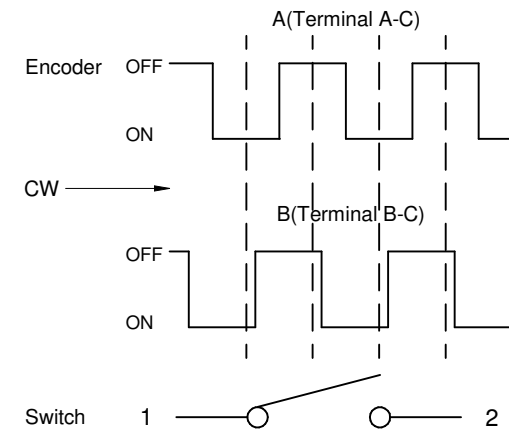 A(Terminal A-C)
Encoder OFF
ON
CW
B(Terminal B-C)
OFF
ON
Switch 1 2